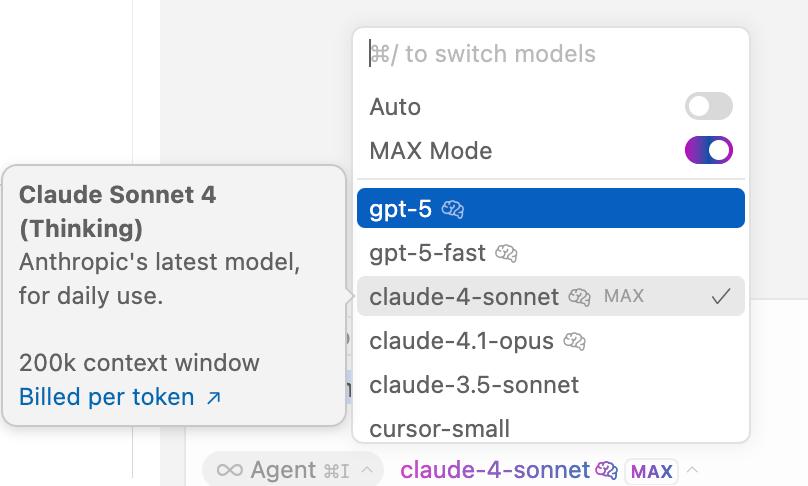 ⌘/ to switch models
Auto
MAX Mode
Claude Sonnet 4
(Thinking)
Anthropic's latest model,
for daily use.
200k context window
Billed per token ↗
gpt-5
gpt-5-fast
claude-4-sonnet MAX
claude-4.1-opus
claude-3.5-sonnet
cursor-small
∞ Agent ⌘I
claude-4-sonnet MAX